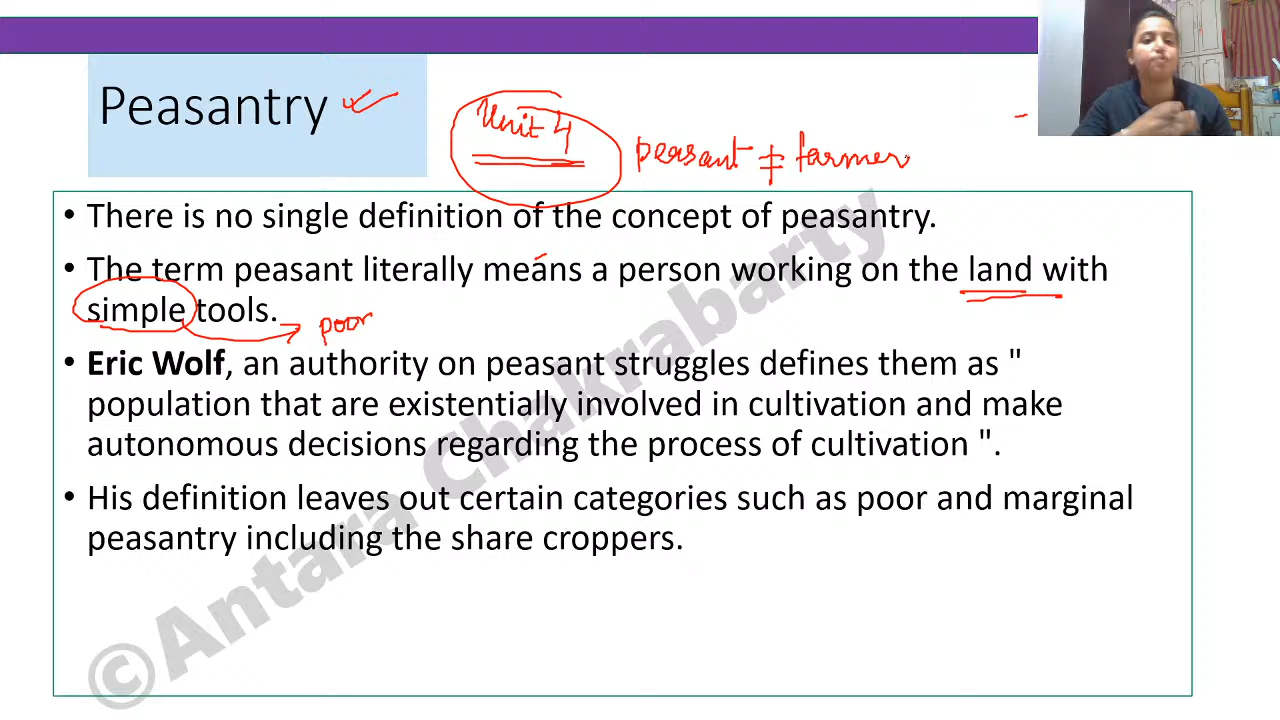 Peasantry
Unit 4
peasant ≠ farmer
• There is no single definition of the concept of peasantry.
• The term peasant literally means a person working on the land with
simple tools.
poor
• Eric Wolf, an authority on peasant struggles defines them as "
population that are existentially involved in cultivation and make
autonomous decisions regarding the process of cultivation ".
• His definition leaves out certain categories such as poor and marginal
peasantry including the share croppers.
©Antara Chakrabarty